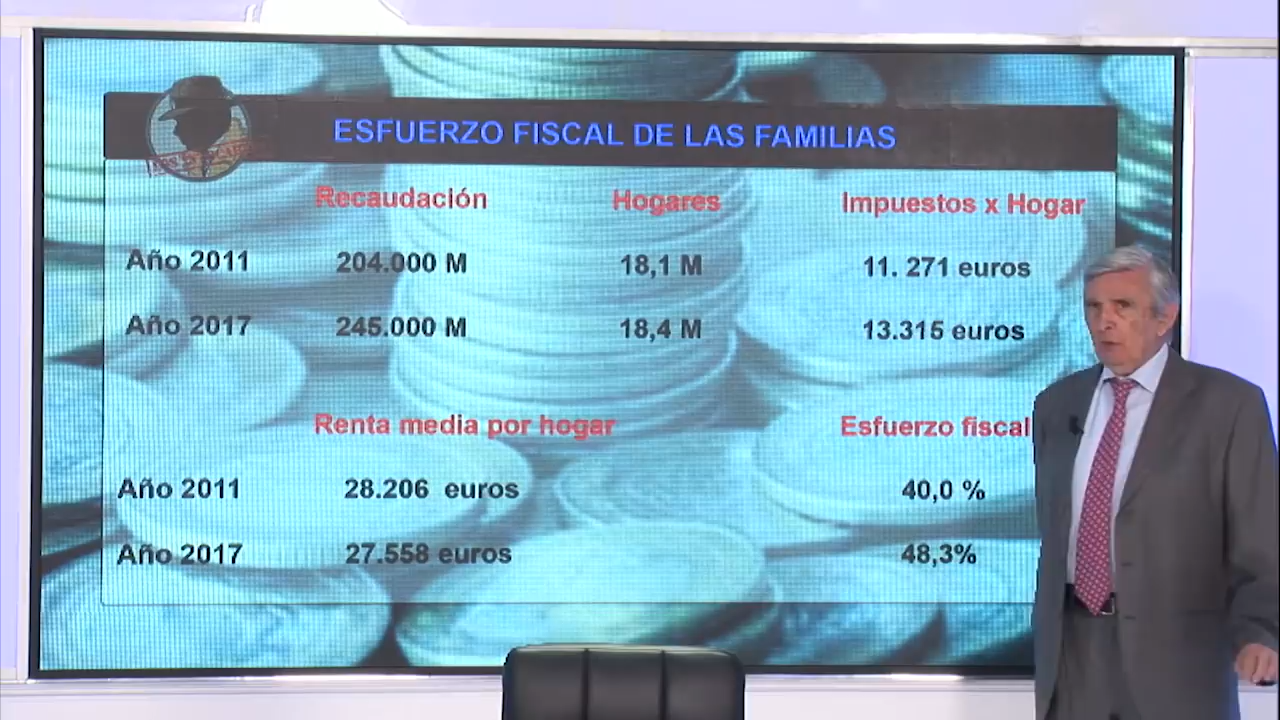 ESFUERZO FISCAL DE LAS FAMILIAS
Recaudación Hogares Impuestos x Hogar
Año 2011 204.000 M 18,1 M 11. 271 euros
Año 2017 245.000 M 18,4 M 13.315 euros
Renta media por hogar Esfuerzo fiscal
Año 2011 28.206 euros 40,0 %
Año 2017 27.558 euros 48,3%